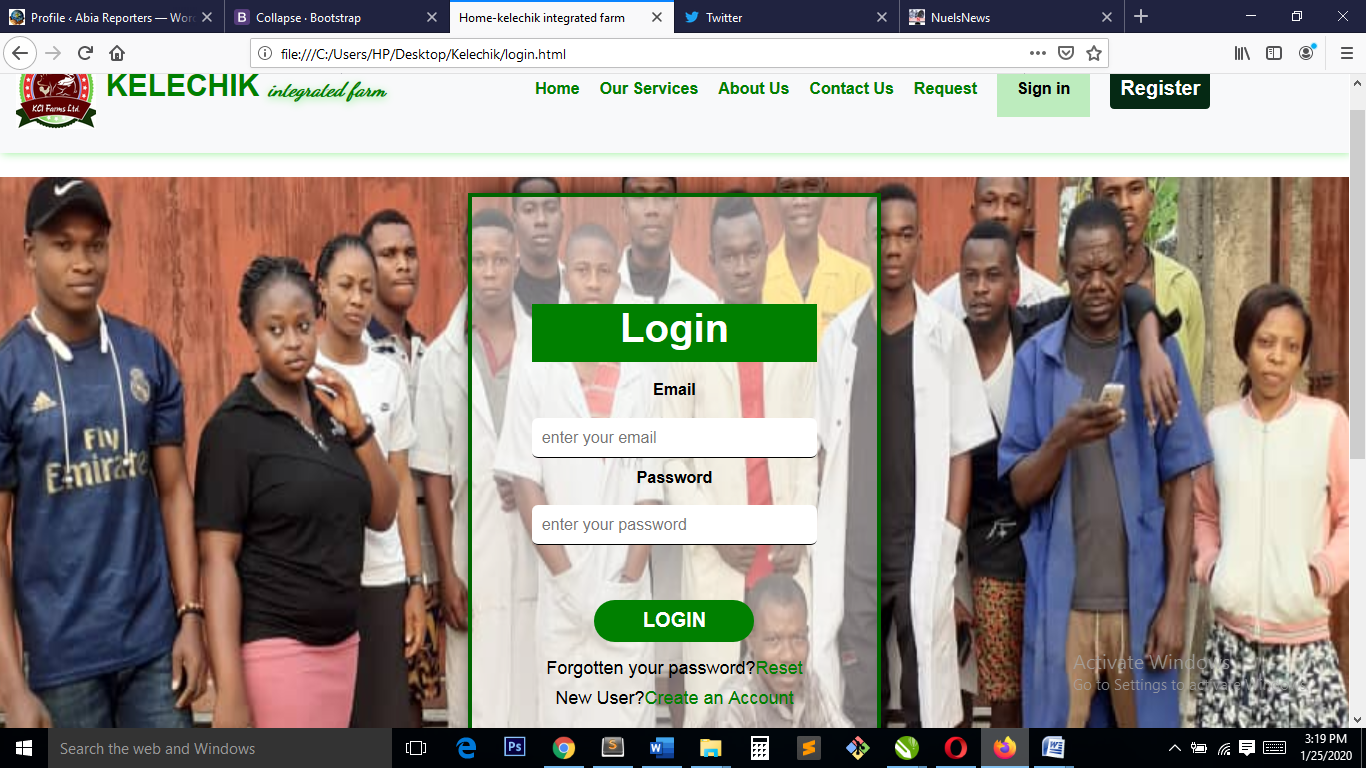 Profile ‹ Abia Reporters — Wor
Collapse · Bootstrap
Home-kelechik integrated farm
Twitter
NuelsNews
file:///C:/Users/HP/Desktop/Kelechik/login.html
KCI Farms Ltd.
KELECHIK integrated farm
Home Our Services About Us Contact Us Request Sign in Register
Login
Email
enter your email
Password
enter your password
LOGIN
Forgotten your password?Reset
New User?Create an Account
Fly
Emirates
Activate Windows
Go to Settings to activate Windows.
Search the web and Windows
Ps
3:19 PM
1/25/2020